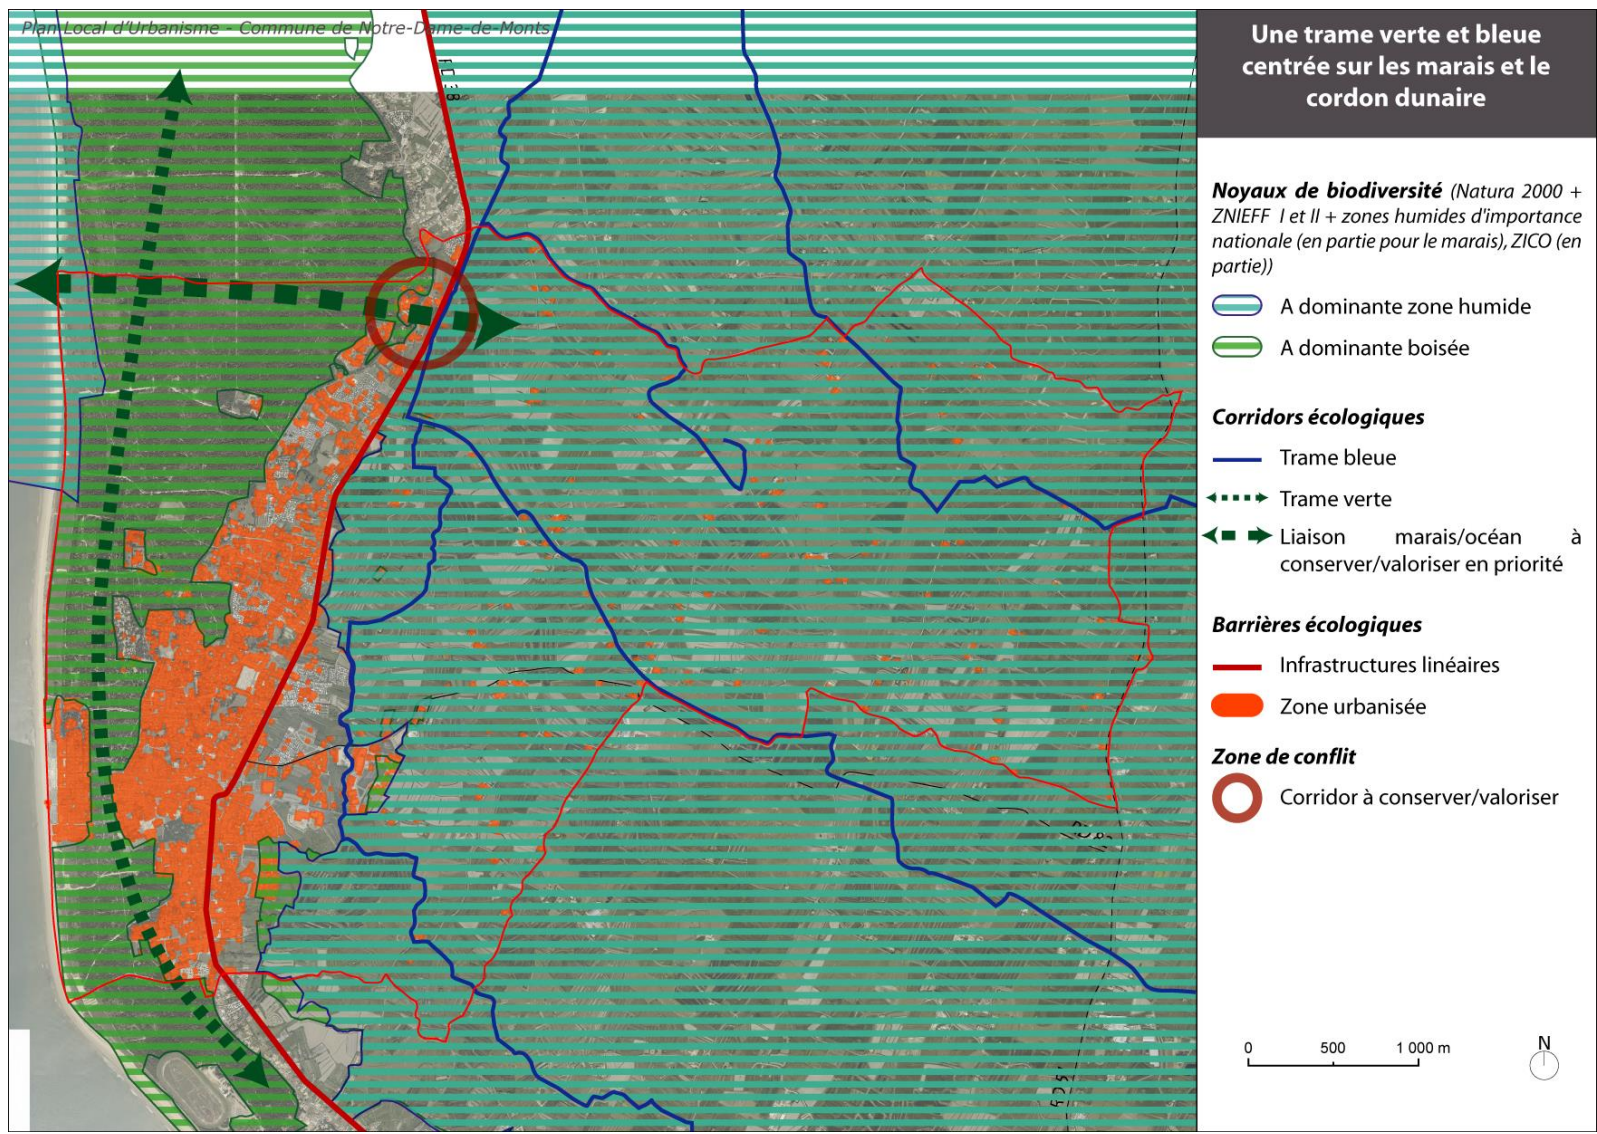 Plan Local d'Urbanisme - Commune de Notre-Dame-de-Monts
Une trame verte et bleue
centrée sur les marais et le
cordon dunaire
Noyaux de biodiversité (Natura 2000 +
ZNIEFF I et II + zones humides d'importance
nationale (en partie pour le marais), ZICO (en
partie))
A dominante zone humide
A dominante boisée
Corridors écologiques
Trame bleue
Trame verte
Liaison marais/océan à
conserver/valoriser en priorité
Barrières écologiques
Infrastructures linéaires
Zone urbanisée
Zone de conflit
Corridor à conserver/valoriser
0 500 1 000 m
N